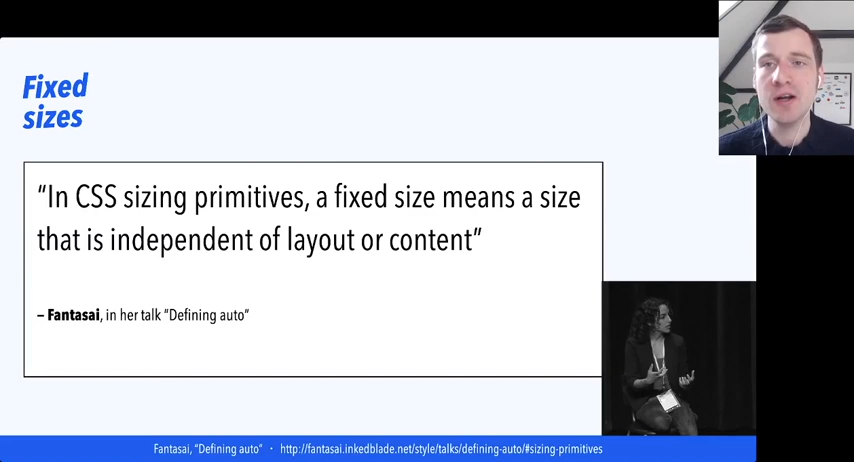 Fixed
sizes
“In CSS sizing primitives, a fixed size means a size
that is independent of layout or content”
– Fantasai, in her talk “Defining auto”
Fantasai, “Defining auto” · http://fantasai.inkedblade.net/style/talks/defining-auto/#sizing-primitives